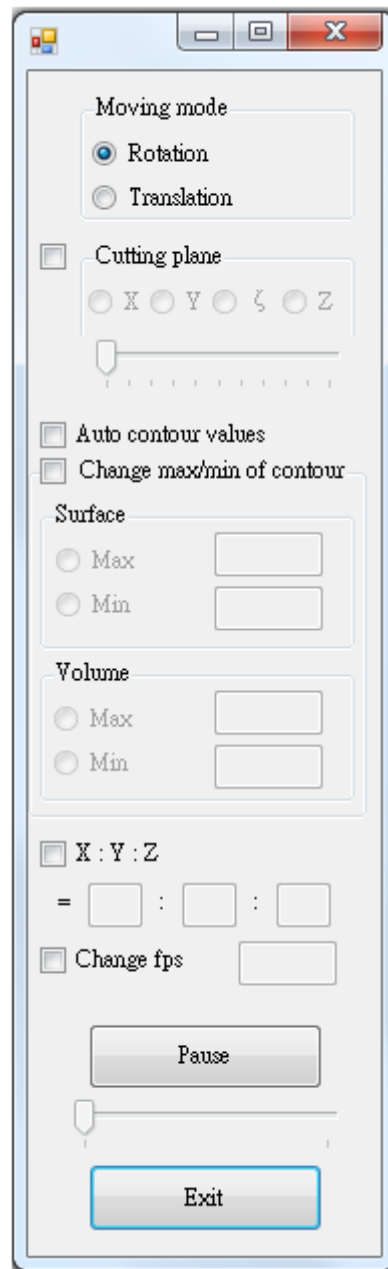 Moving mode
Rotation
Translation
Cutting plane
X Y ζ Z
Auto contour values
Change max/min of contour
Surface
Max
Min
Volume
Max
Min
X : Y : Z
= : :
Change fps
Pause
Exit